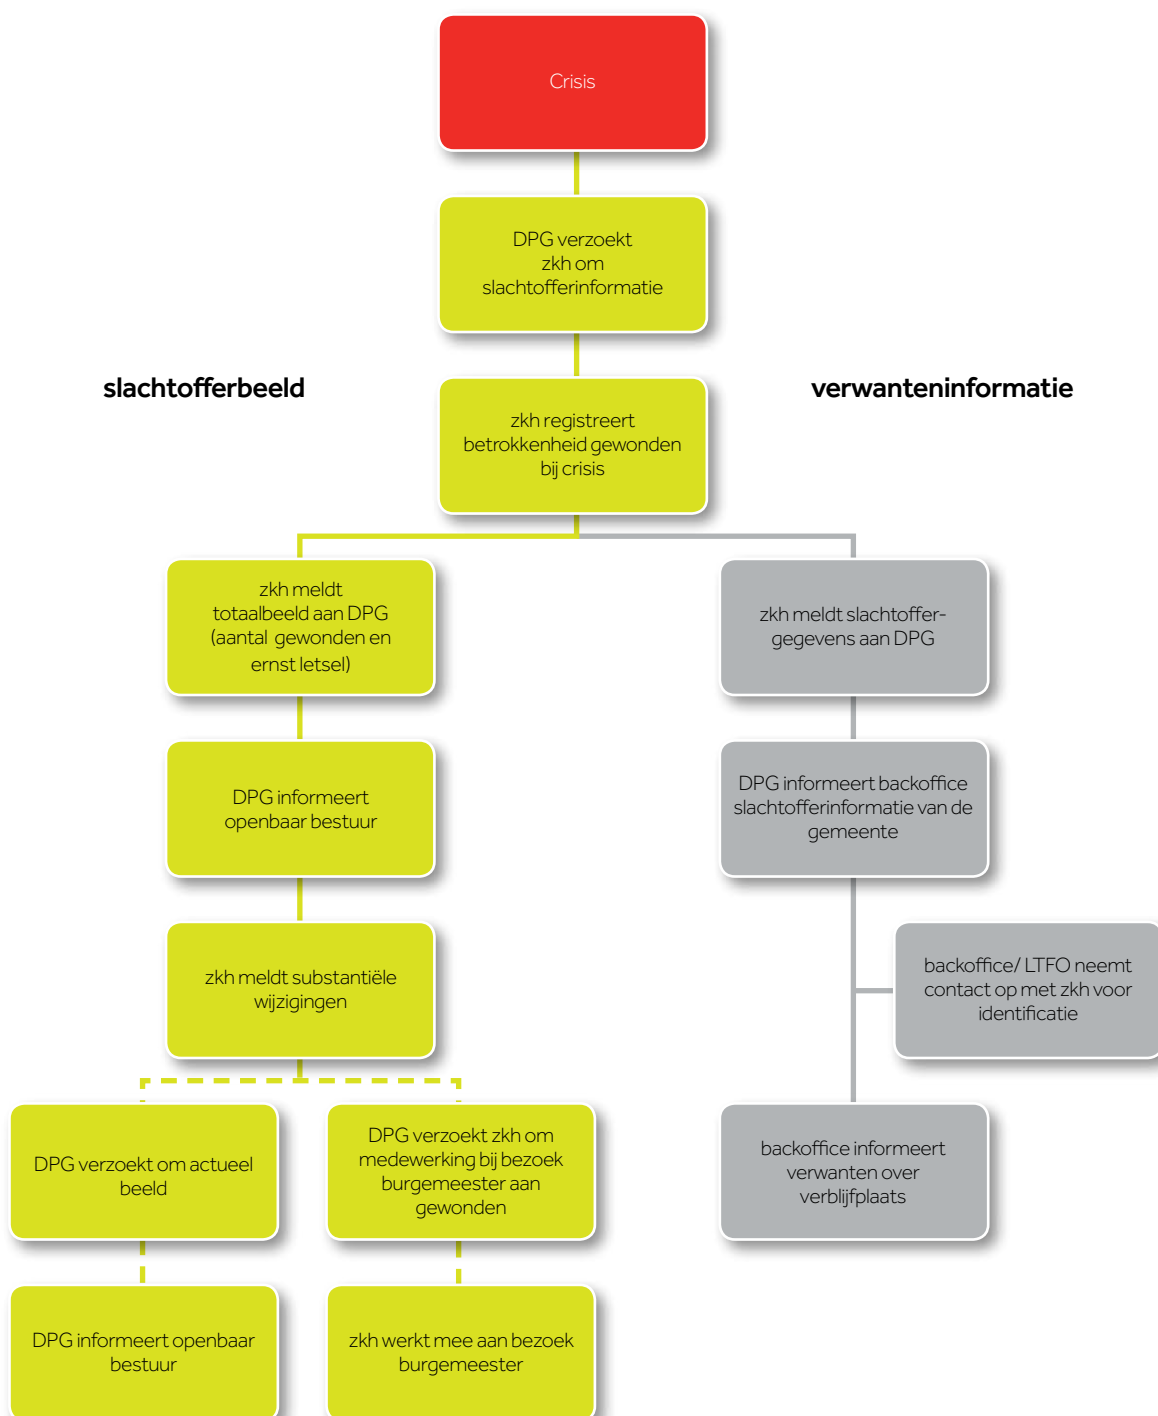 Crisis
DPG verzoekt
zkh om
slachtofferinformatie
slachtofferbeeld
verwanteninformatie
zkh registreert
betrokkenheid gewonden
bij crisis
zkh meldt
totaalbeeld aan DPG
(aantal gewonden en
ernst letsel)
zkh meldt slachtoffer-
gegevens aan DPG
DPG informeert
openbaar bestuur
DPG informeert backoffice
slachtofferinformatie van de
gemeente
zkh meldt substantiële
wijzigingen
backoffice/ LTFO neemt
contact op met zkh voor
identificatie
DPG verzoekt om actueel
beeld
DPG verzoekt zkh om
medewerking bij bezoek
burgemeester aan
gewonden
backoffice informeert
verwanten over
verblijfplaats
DPG informeert openbaar
bestuur
zkh werkt mee aan bezoek
burgemeester